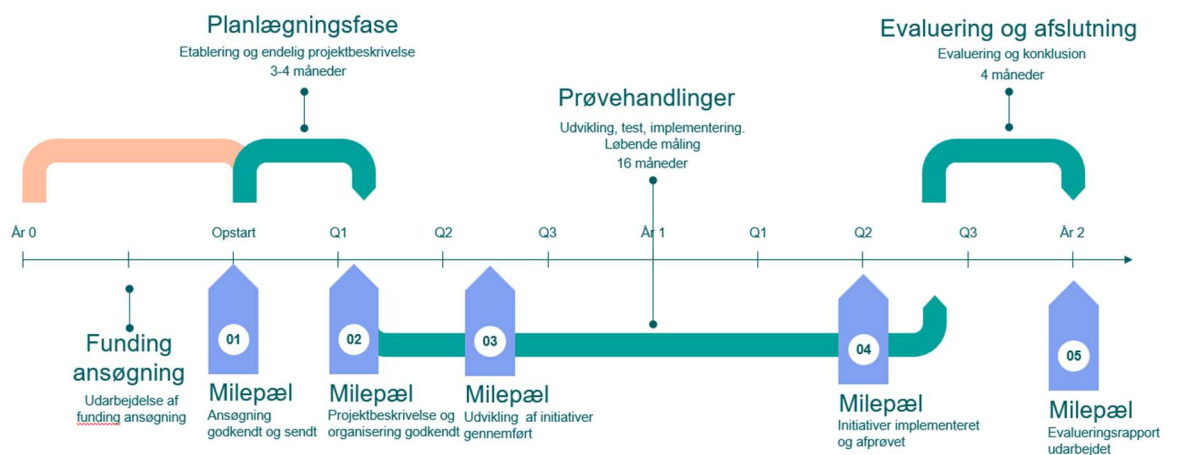 Planlægningsfase
Etablering og endelig projektbeskrivelse
3-4 måneder
Evaluering og afslutning
Evaluering og konklusion
4 måneder
Prøvehandlinger
Udvikling, test, implementering.
Løbende måling
16 måneder
År 0
Opstart
Q1
Q2
Q3
År 1
Q1
Q2
Q3
År 2
Funding
ansøgning
Udarbejdelse af
funding ansøgning
01
Milepæl
Ansøgning
godkendt og sendt
02
Milepæl
Projektbeskrivelse og
organisering godkendt
03
Milepæl
Udvikling af initiativer
gennemført
04
Milepæl
Initiativer implementeret
og afprøvet
05
Milepæl
Evalueringsrapport
udarbejdet